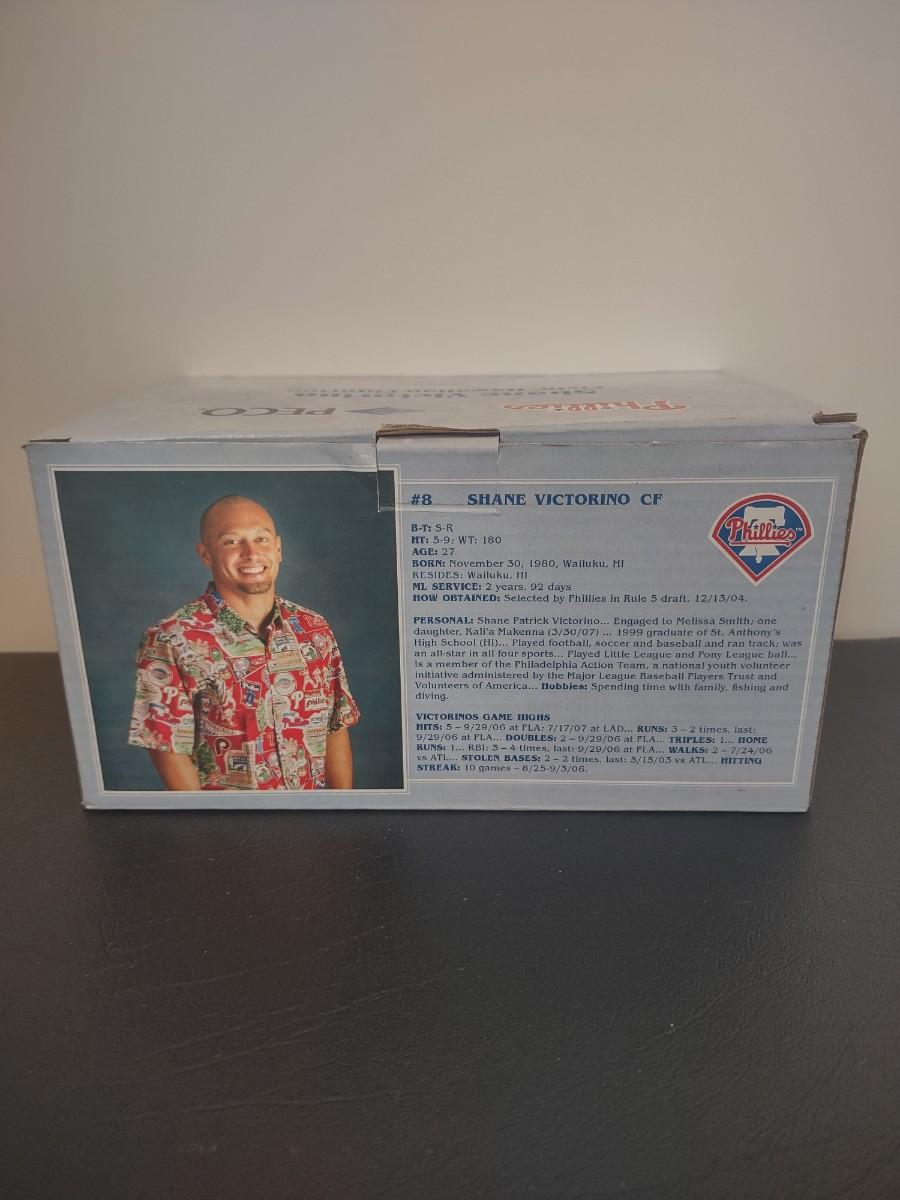 Phillies
PECO
Shane Victorino
#8 SHANE VICTORINO CF
Phillies
B-T: S-R
HT: 5-9; WT: 180
AGE: 27
BORN: November 30, 1980, Wailuku, HI
RESIDES: Wailuku, HI
ML SERVICE: 2 years, 92 days
HOW OBTAINED: Selected by Phillies in Rule 5 draft, 12/13/04.
PERSONAL: Shane Patrick Victorino... Engaged to Melissa Smith; one
daughter, Kali'a Makenna (3/30/07) ... 1999 graduate of St. Anthony's
High School (HI)... Played football, soccer and baseball and ran track; was
an all-star in all four sports... Played Little League and Pony League ball...
is a member of the Philadelphia Action Team, a national youth volunteer
initiative administered by the Major League Baseball Players Trust and
Volunteers of America... Hobbies: Spending time with family, fishing and
diving.
VICTORINOS GAME HIGHS
HITS: 5 – 9/29/06 at FLA; 7/17/07 at LAD... RUNS: 3 – 2 times, last:
9/29/06 at FLA... DOUBLES: 2 – 9/29/06 at FLA... TRIPLES: 1... HOME
RUNS: 1... RBI: 3 – 4 times, last: 9/29/06 at FLA... WALKS: 2 – 7/24/06
vs ATL... STOLEN BASES: 2 – 2 times, last: 5/15/03 vs ATL... HITTING
STREAK: 10 games – 8/25-9/3/06.